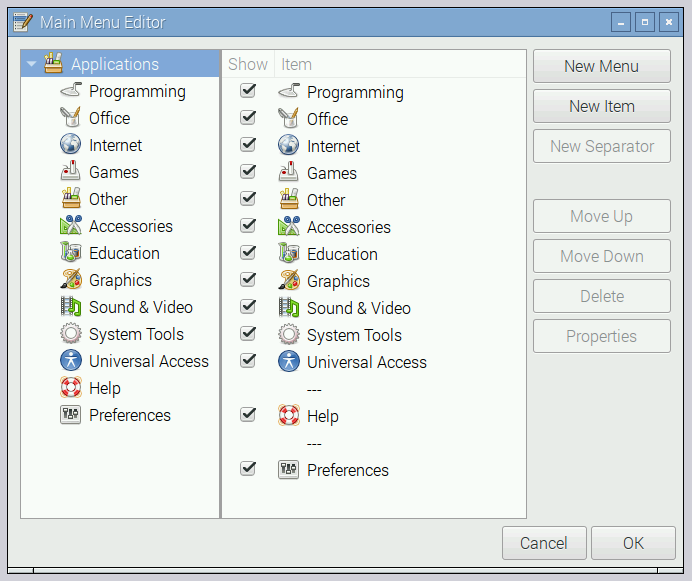 Main Menu Editor
Applications
Programming
Office
Internet
Games
Other
Accessories
Education
Graphics
Sound & Video
System Tools
Universal Access
Help
Preferences
Show Item
Programming
Office
Internet
Games
Other
Accessories
Education
Graphics
Sound & Video
System Tools
Universal Access
---
Help
---
Preferences
New Menu
New Item
New Separator
Move Up
Move Down
Delete
Properties
Cancel OK